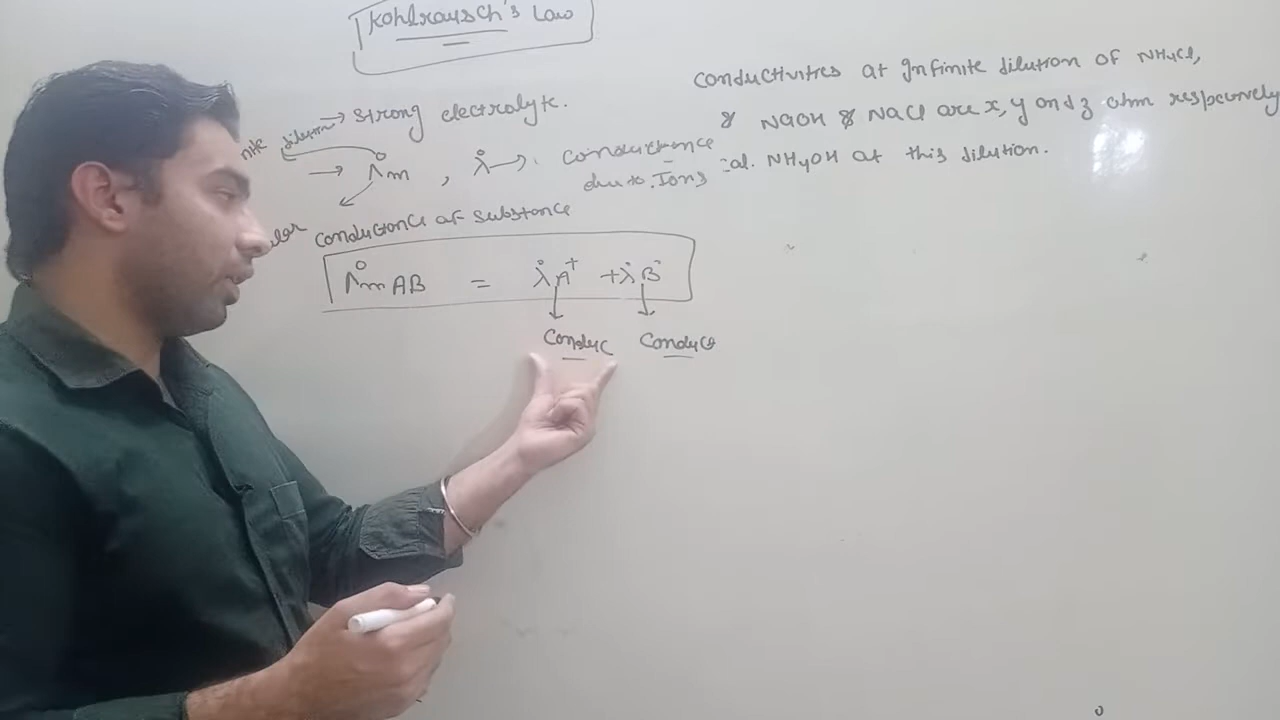 Kohlrausch's Law
→ Strong electrolyte.
dilution
→ Λ°m , λ° → conductance
due to Ions
conductance of substance
Λ°m AB = λ°A⁺ + λ°B⁻
Conduc Conduct
conductivities at Infinite dilution of NH4Cl,
& NaOH & NaCl are x, y and z ohm respectively
cal. NH4OH at this dilution.